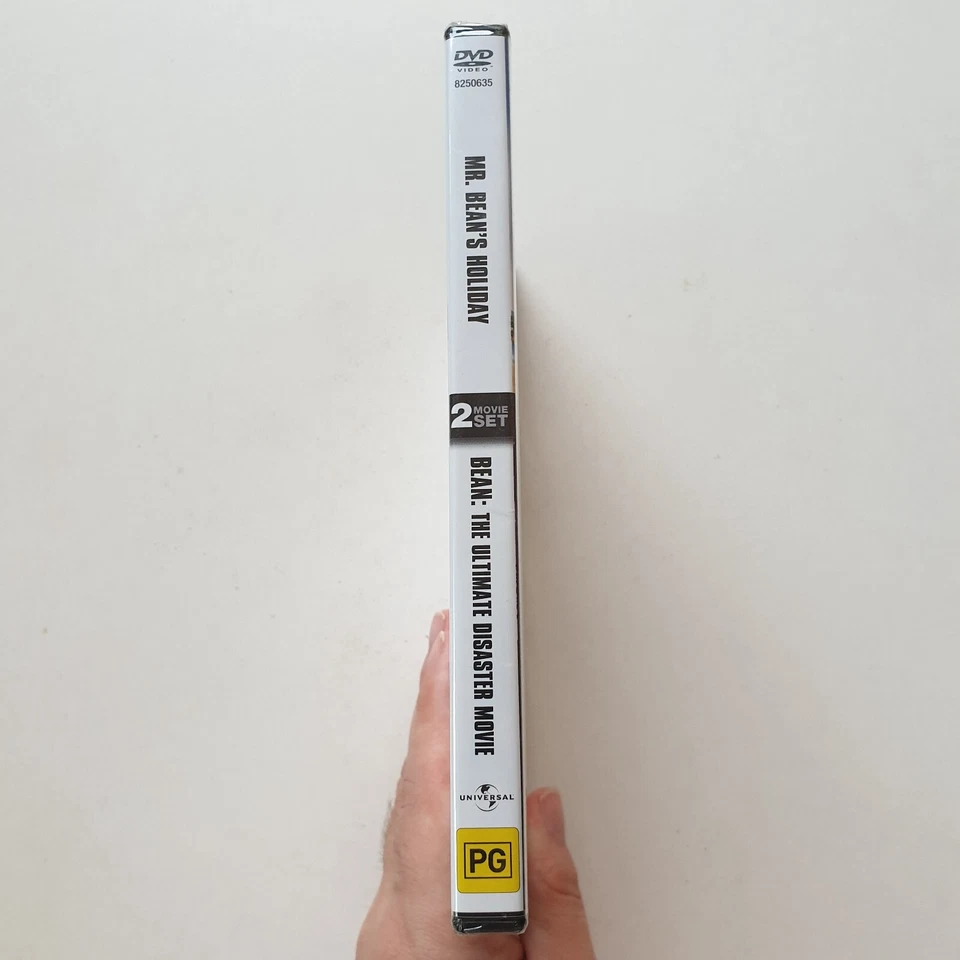 DVD
VIDEO
8250635
MR. BEAN'S HOLIDAY
2 MOVIE
SET
BEAN: THE ULTIMATE DISASTER MOVIE
UNIVERSAL
PG